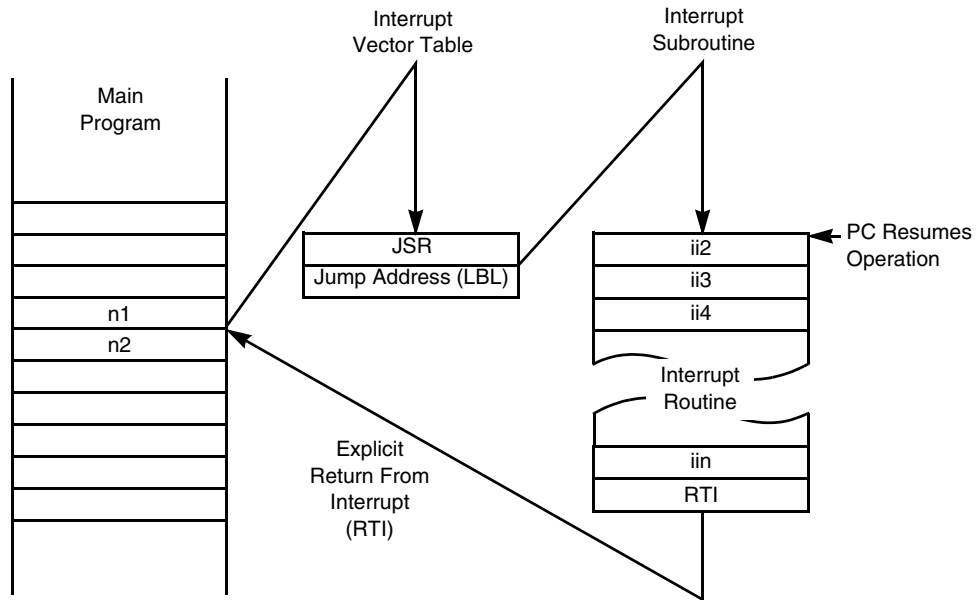 Main
Program
n1
n2
Interrupt
Vector Table
JSR
Jump Address (LBL)
Interrupt
Subroutine
ii2
ii3
ii4
Interrupt
Routine
iin
RTI
PC Resumes
Operation
Explicit
Return From
Interrupt
(RTI)